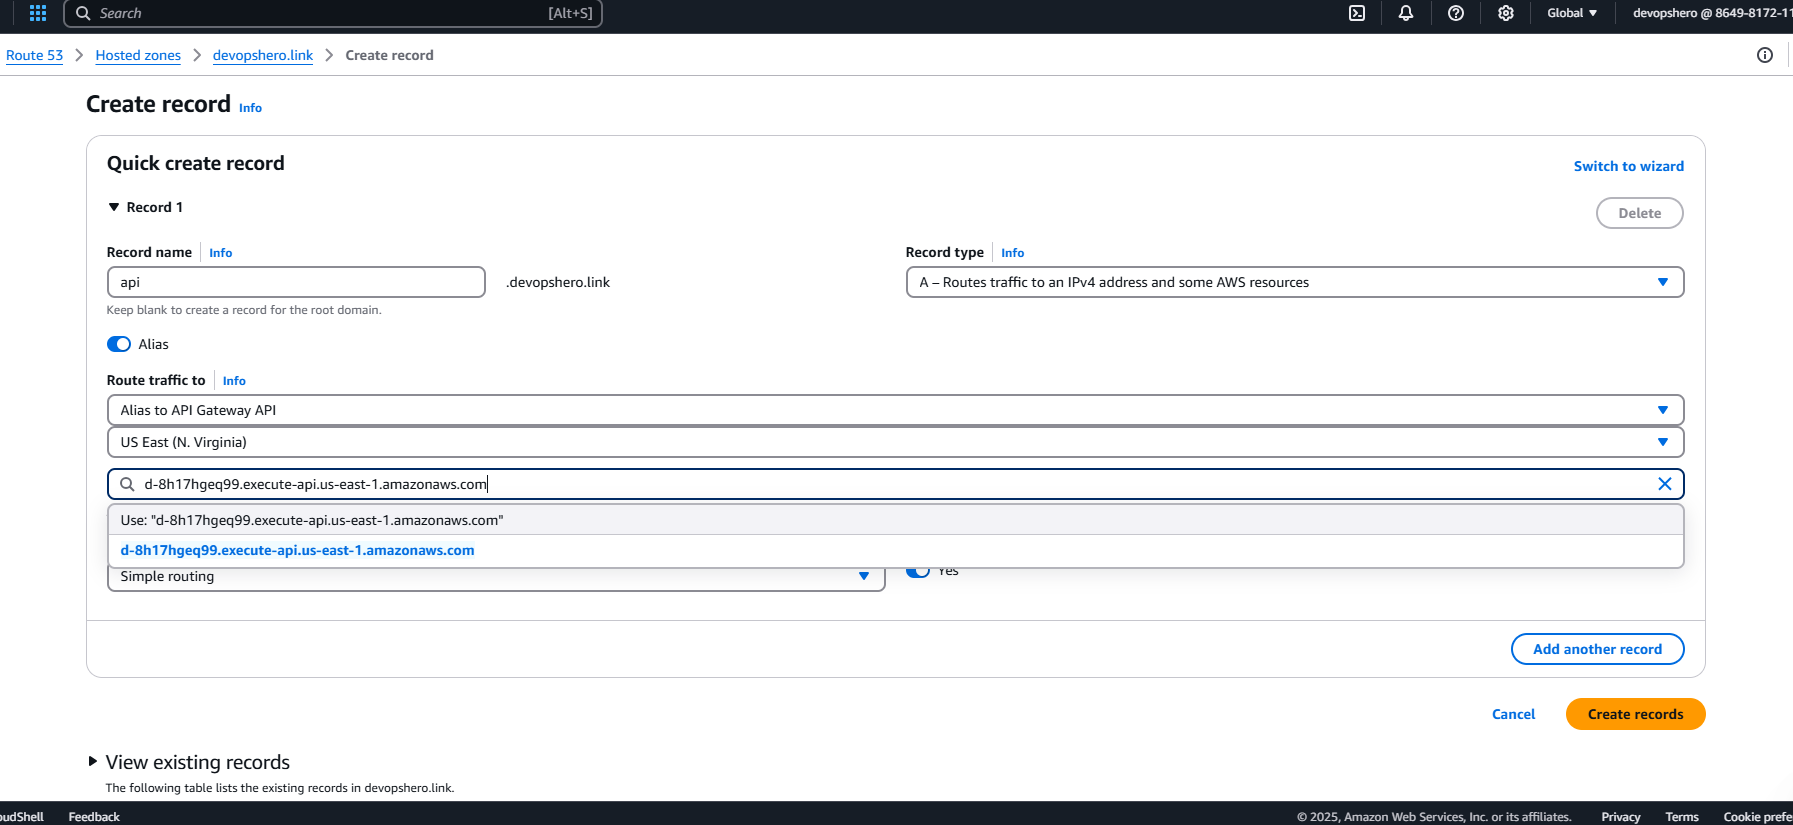 Search [Alt+S] Global devopshero @ 8649-8172-11
Route 53 Hosted zones devopshero.link Create record
Create record Info
Quick create record
Switch to wizard
Record 1
Delete
Record name Info
api .devopshero.link
Keep blank to create a record for the root domain.
Record type Info
A – Routes traffic to an IPv4 address and some AWS resources
Alias
Route traffic to Info
Alias to API Gateway API
US East (N. Virginia)
d-8h17hgeq99.execute-api.us-east-1.amazonaws.com
Use: "d-8h17hgeq99.execute-api.us-east-1.amazonaws.com"
d-8h17hgeq99.execute-api.us-east-1.amazonaws.com
Simple routing Yes
Add another record
Cancel Create records
View existing records
The following table lists the existing records in devopshero.link.
oudShell Feedback © 2025, Amazon Web Services, Inc. or its affiliates. Privacy Terms Cookie prefe